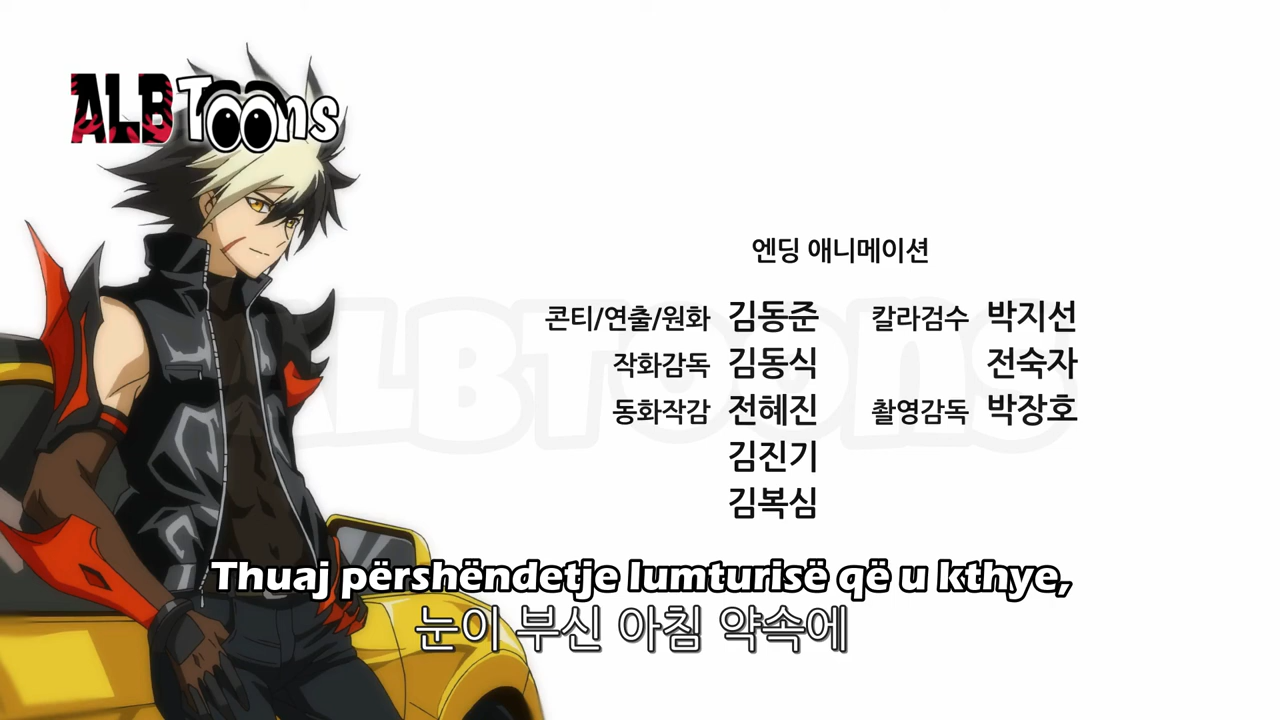 ALBToons
엔딩 애니메이션
콘티/연출/원화 김동준 칼라검수 박지선
작화감독 김동식 전숙자
동화작감 전혜진 촬영감독 박장호
김진기
김복심
ALBToons
Thuaj përshëndetje lumturisë që u kthye,
눈이 부신 아침 약속에